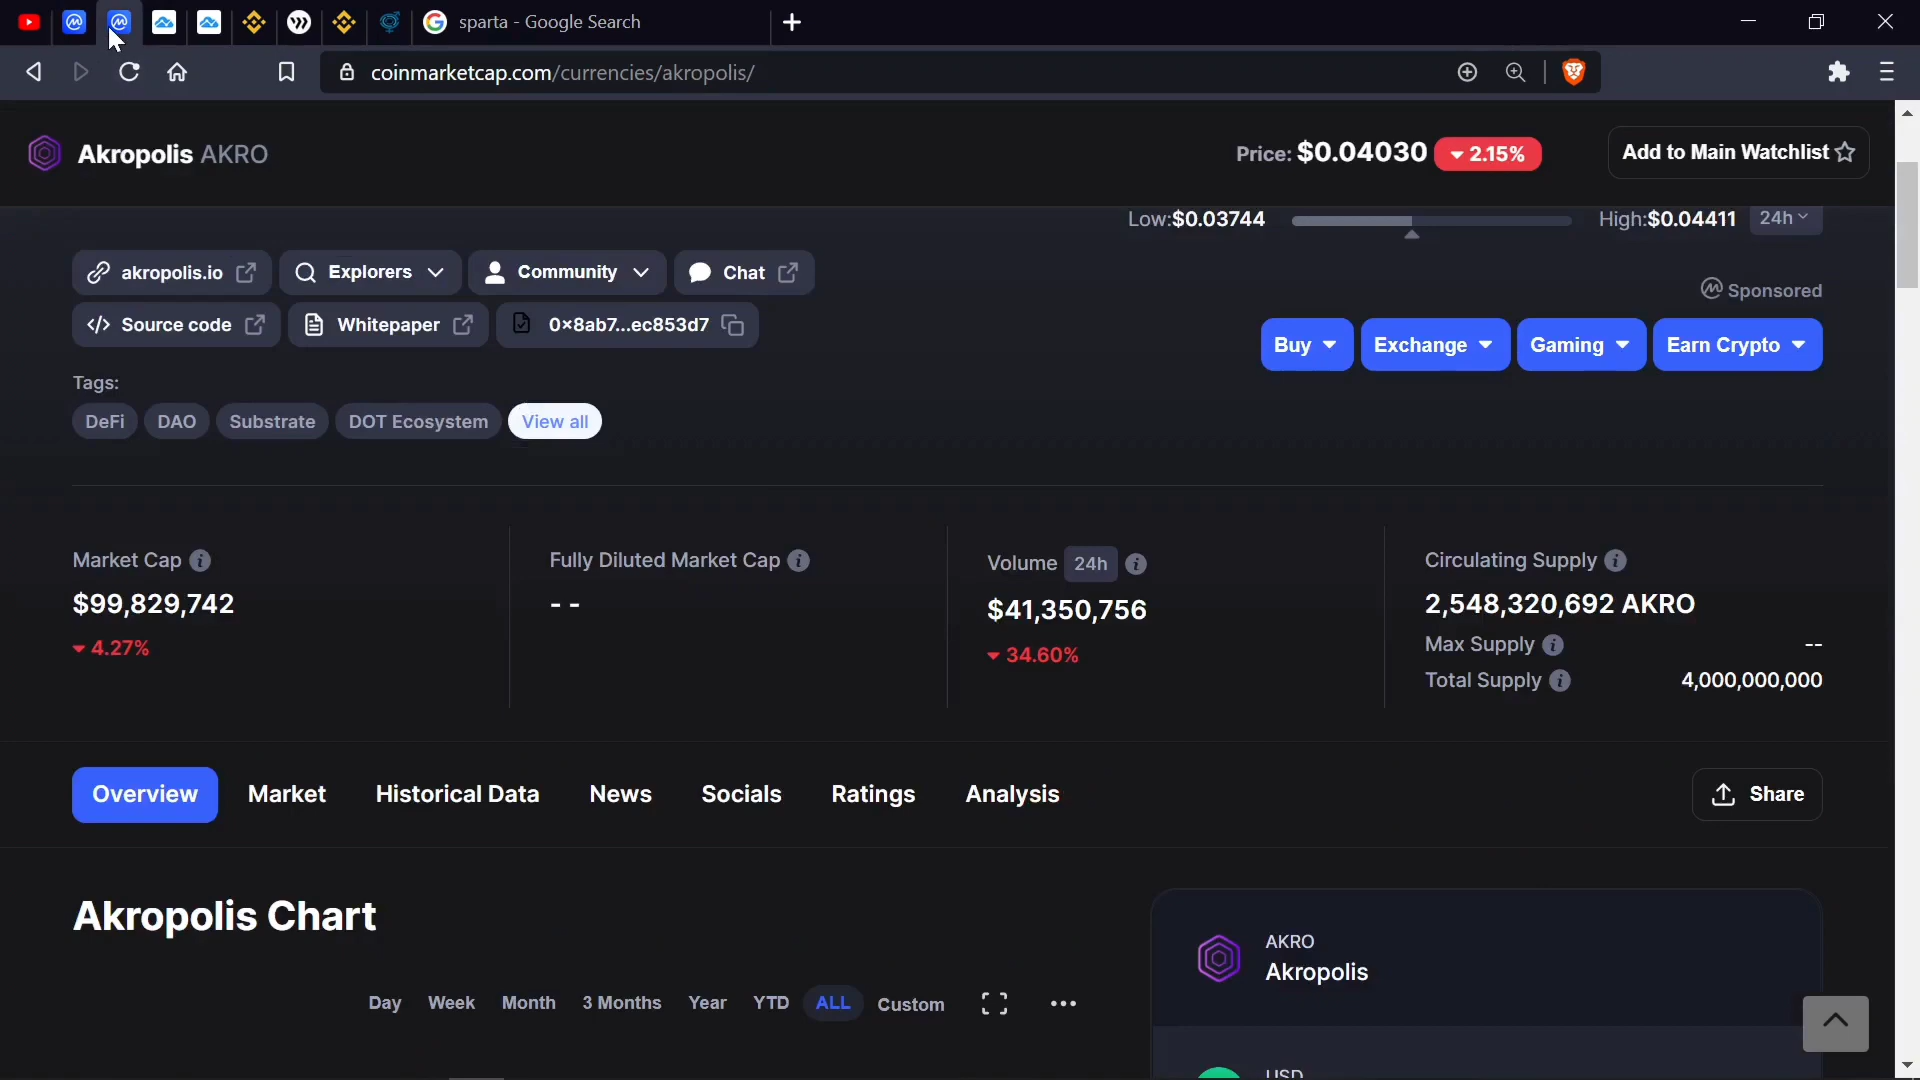 sparta - Google Search
coinmarketcap.com/currencies/akropolis/
Akropolis AKRO
Price: $0.04030 2.15%
Add to Main Watchlist
Low:$0.03744 High:$0.04411 24h
akropolis.io Explorers Community Chat
Sponsored
Source code Whitepaper 0×8ab7...ec853d7
Buy Exchange Gaming Earn Crypto
Tags:
DeFi DAO Substrate DOT Ecosystem View all
Market Cap Fully Diluted Market Cap Volume 24h Circulating Supply
$99,829,742 - - $41,350,756 2,548,320,692 AKRO
4.27% 34.60% Max Supply --
Total Supply 4,000,000,000
Overview Market Historical Data News Socials Ratings Analysis Share
Akropolis Chart
AKRO
Akropolis
Day Week Month 3 Months Year YTD ALL Custom
USD